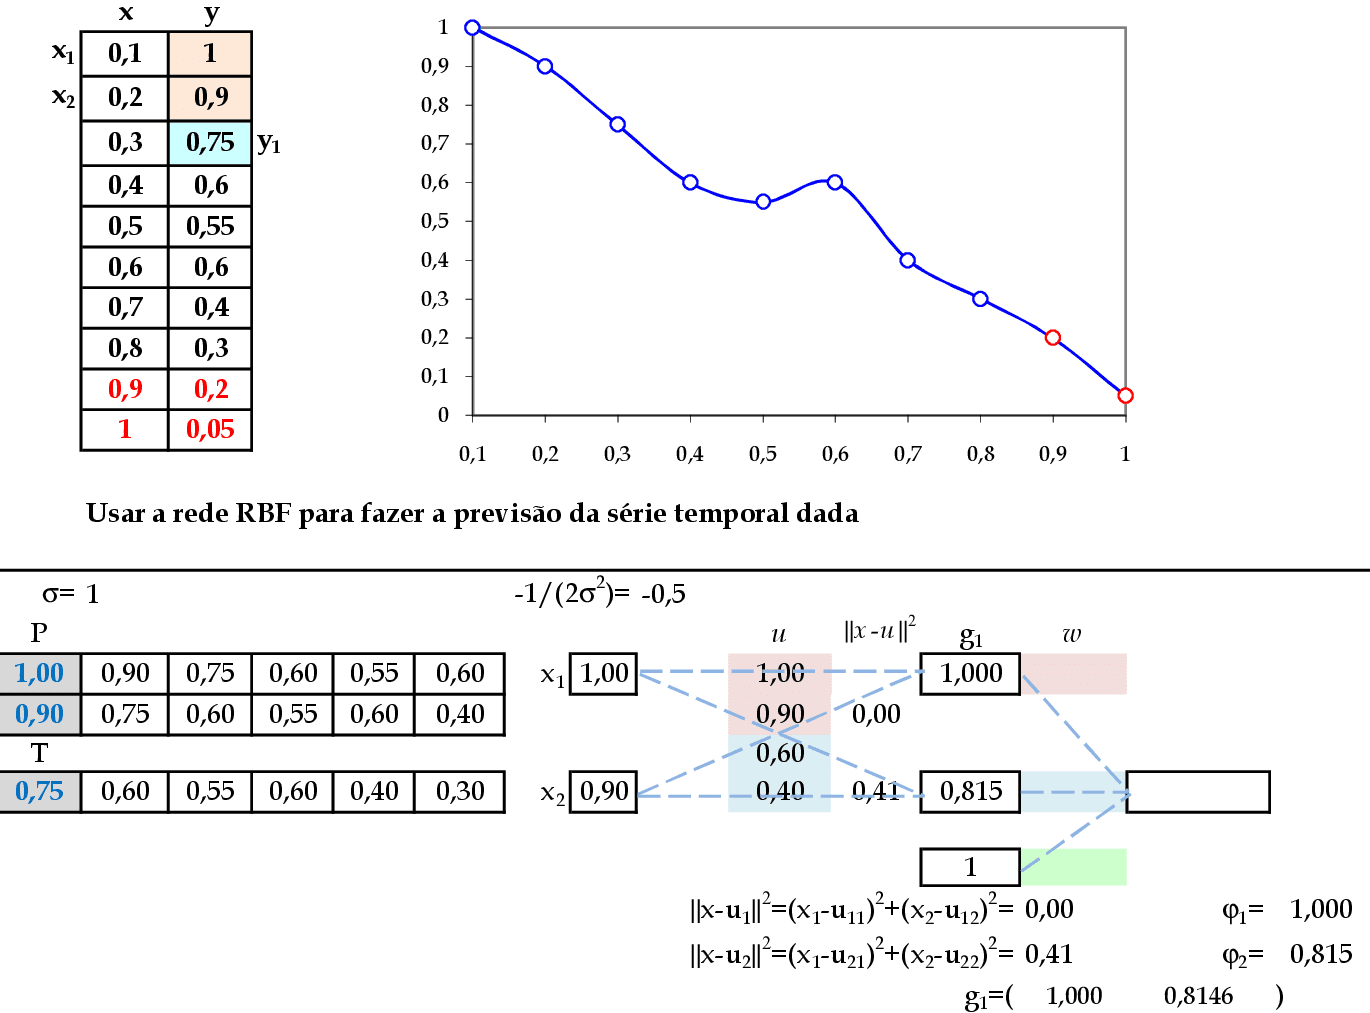 x y
x1 0,1 1
x2 0,2 0,9
0,3 0,75 y1
0,4 0,6
0,5 0,55
0,6 0,6
0,7 0,4
0,8 0,3
0,9 0,2
1 0,05
1
0,9
0,8
0,7
0,6
0,5
0,4
0,3
0,2
0,1
0
0,1 0,2 0,3 0,4 0,5 0,6 0,7 0,8 0,9 1
Usar a rede RBF para fazer a previsão da série temporal dada
σ= 1 -1/(2σ²)= -0,5
P u ||x-u||² g1 w
1,00 0,90 0,75 0,60 0,55 0,60 x1 1,00 1,00 1,000
0,90 0,75 0,60 0,55 0,60 0,40 0,90 0,00
T 0,60
0,75 0,60 0,55 0,60 0,40 0,30 x2 0,90 0,40 0,41 0,815
1
||x-u1||²=(x1-u11)²+(x2-u12)²= 0,00 φ1= 1,000
||x-u2||²=(x1-u21)²+(x2-u22)²= 0,41 φ2= 0,815
g1=( 1,000 0,8146 )